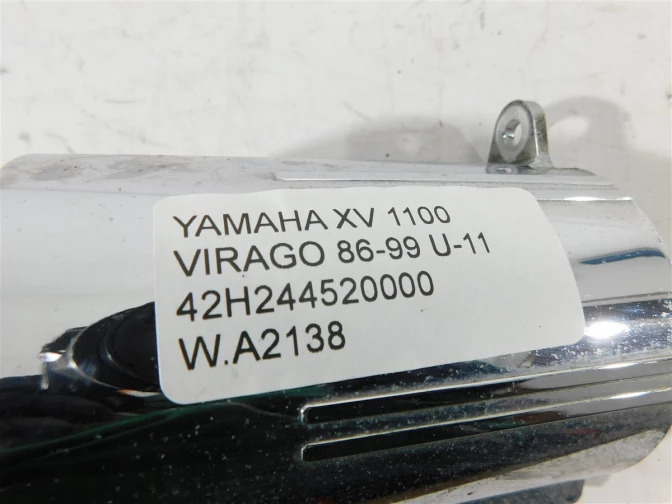 YAMAHA XV 1100
VIRAGO 86-99 U-11
42H244520000
W.A2138